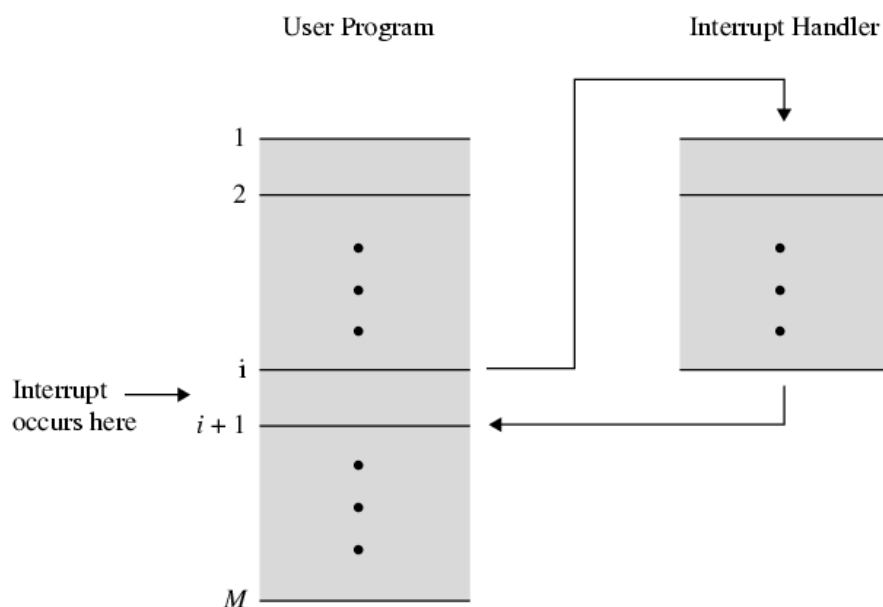 User Program
Interrupt Handler
1
2
i
Interrupt
occurs here
i + 1
M